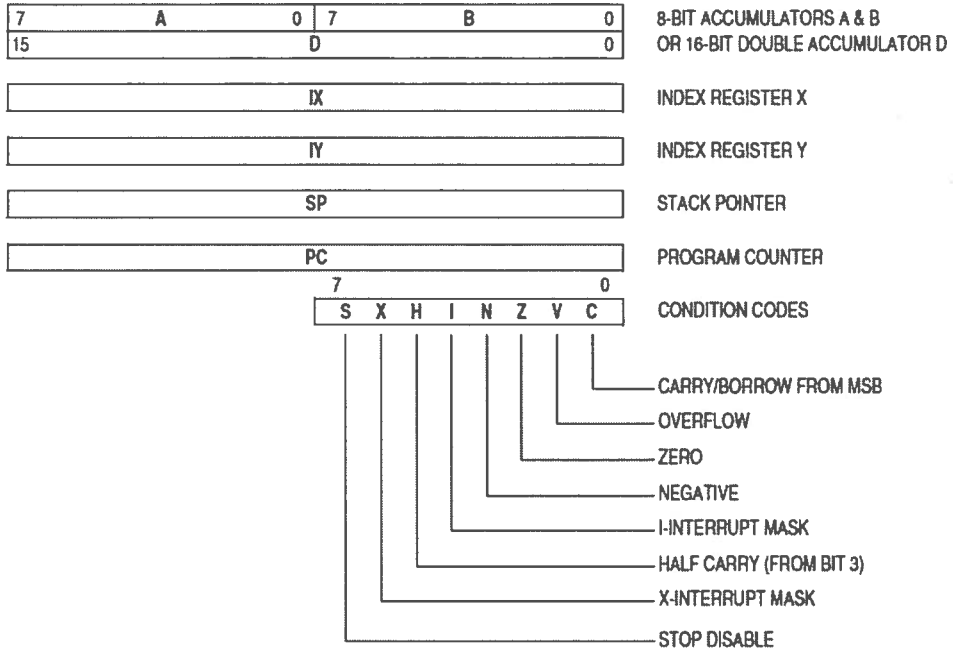 7 A 0 7 B 0 8-BIT ACCUMULATORS A & B
15 D 0 OR 16-BIT DOUBLE ACCUMULATOR D
IX INDEX REGISTER X
IY INDEX REGISTER Y
SP STACK POINTER
PC PROGRAM COUNTER
7 0
S X H I N Z V C CONDITION CODES
CARRY/BORROW FROM MSB
OVERFLOW
ZERO
NEGATIVE
I-INTERRUPT MASK
HALF CARRY (FROM BIT 3)
X-INTERRUPT MASK
STOP DISABLE